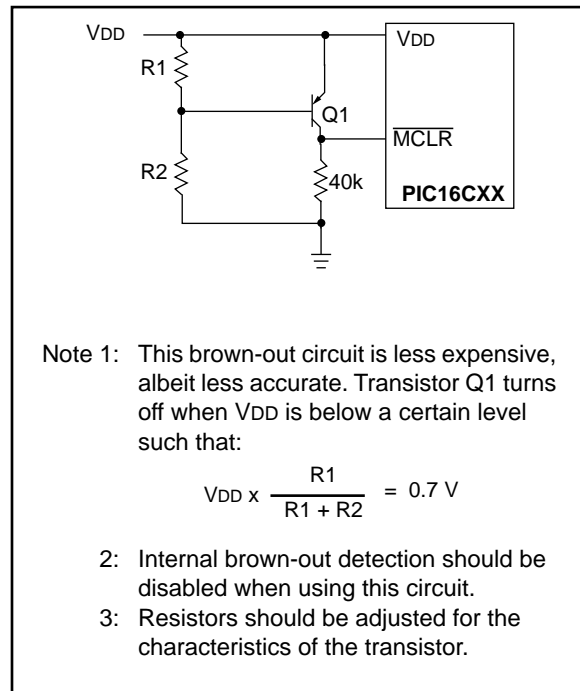 VDD
VDD
R1
Q1
MCLR
R2
40k
PIC16CXX
Note 1: This brown-out circuit is less expensive,
albeit less accurate. Transistor Q1 turns
off when VDD is below a certain level
such that:
VDD x R1 / R1 + R2 = 0.7 V
2: Internal brown-out detection should be
disabled when using this circuit.
3: Resistors should be adjusted for the
characteristics of the transistor.